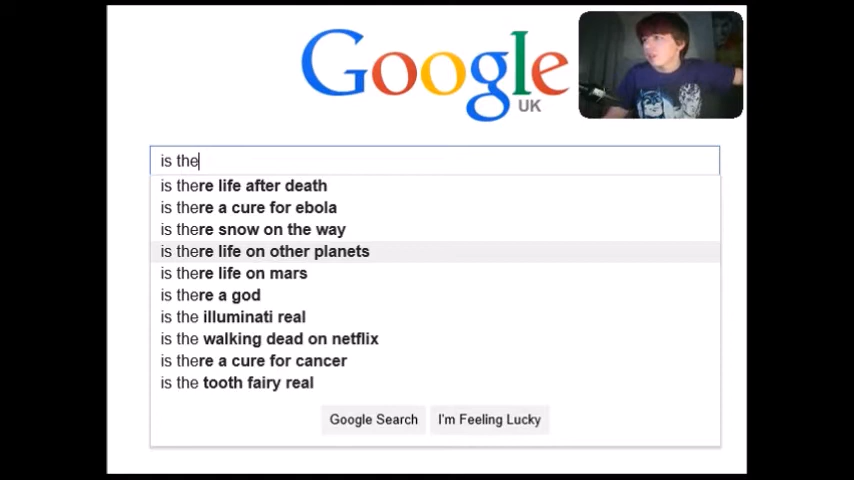 Google
UK
is the
is there life after death
is there a cure for ebola
is there snow on the way
is there life on other planets
is there life on mars
is there a god
is the illuminati real
is the walking dead on netflix
is there a cure for cancer
is the tooth fairy real
Google Search I'm Feeling Lucky